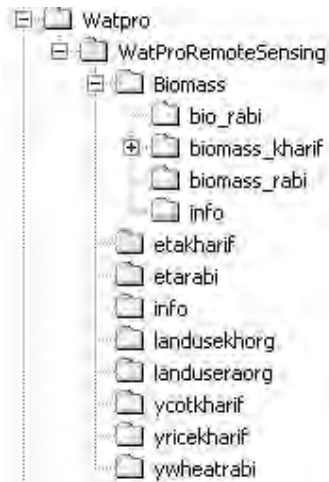 Watpro
WatProRemoteSensing
Biomass
bio_rabi
biomass_kharif
biomass_rabi
info
etakharif
etarabi
info
landusekhorg
landuseraorg
ycotkharif
yricekharif
ywheatrabi